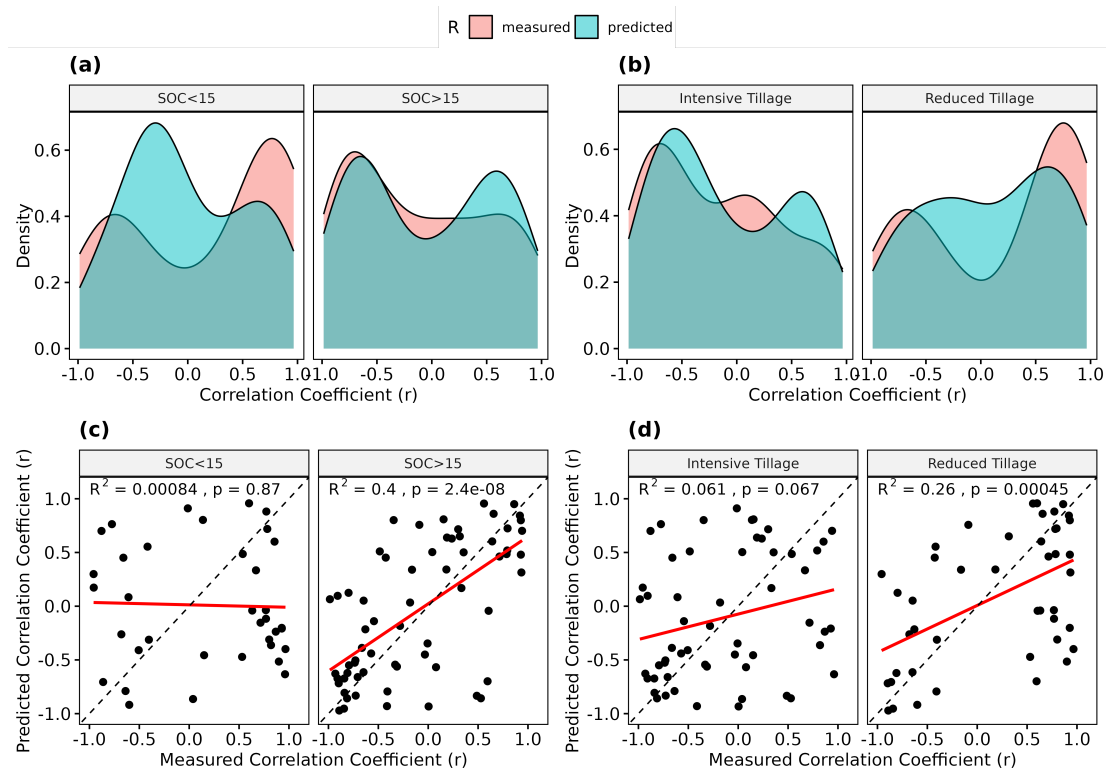 R measured predicted
(a) (b)
SOC<15 SOC>15 Intensive Tillage Reduced Tillage
Density
0.6
0.4
0.2
0.0
Density
0.6
0.4
0.2
0.0
-1.0 -0.5 0.0 0.5 1.0 -1.0 -0.5 0.0 0.5 1.0
-1.0 -0.5 0.0 0.5 1.0 -1.0 -0.5 0.0 0.5 1.0
Correlation Coefficient (r) Correlation Coefficient (r)
(c) (d)
SOC<15 SOC>15 Intensive Tillage Reduced Tillage
R2 = 0.00084 , p = 0.87
R2 = 0.4 , p = 2.4e-08
R2 = 0.061 , p = 0.067
R2 = 0.26 , p = 0.00045
Predicted Correlation Coefficient (r)
1.0
0.5
0.0
-0.5
-1.0
Predicted Correlation Coefficient (r)
1.0
0.5
0.0
-0.5
-1.0
-1.0 -0.5 0.0 0.5 1.0 -1.0 -0.5 0.0 0.5 1.0
-1.0 -0.5 0.0 0.5 1.0 -1.0 -0.5 0.0 0.5 1.0
Measured Correlation Coefficient (r) Measured Correlation Coefficient (r)